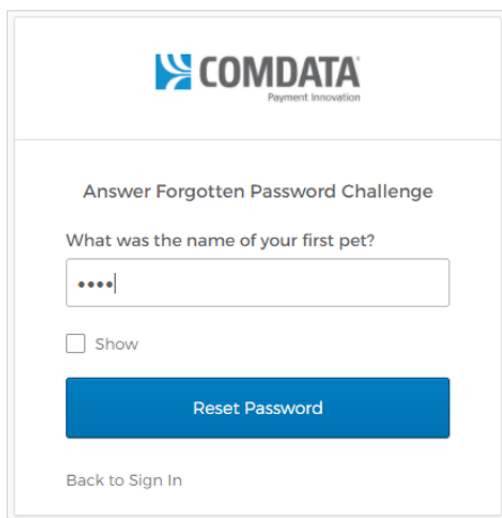 COMDATA
Payment Innovation
Answer Forgotten Password Challenge
What was the name of your first pet?
••••
Show
Reset Password
Back to Sign In